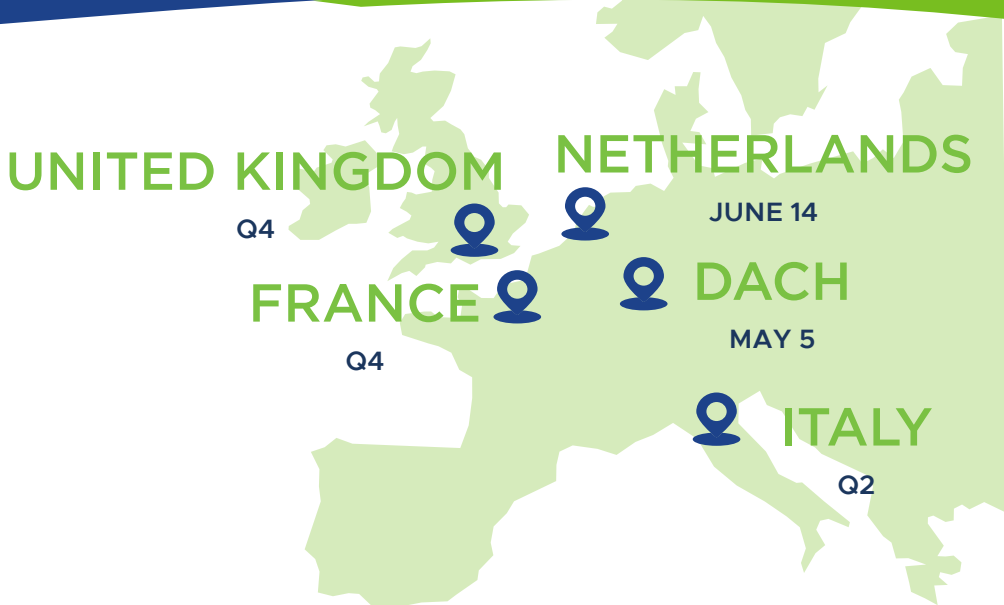 UNITED KINGDOM
Q4
NETHERLANDS
JUNE 14
FRANCE
Q4
DACH
MAY 5
ITALY
Q2